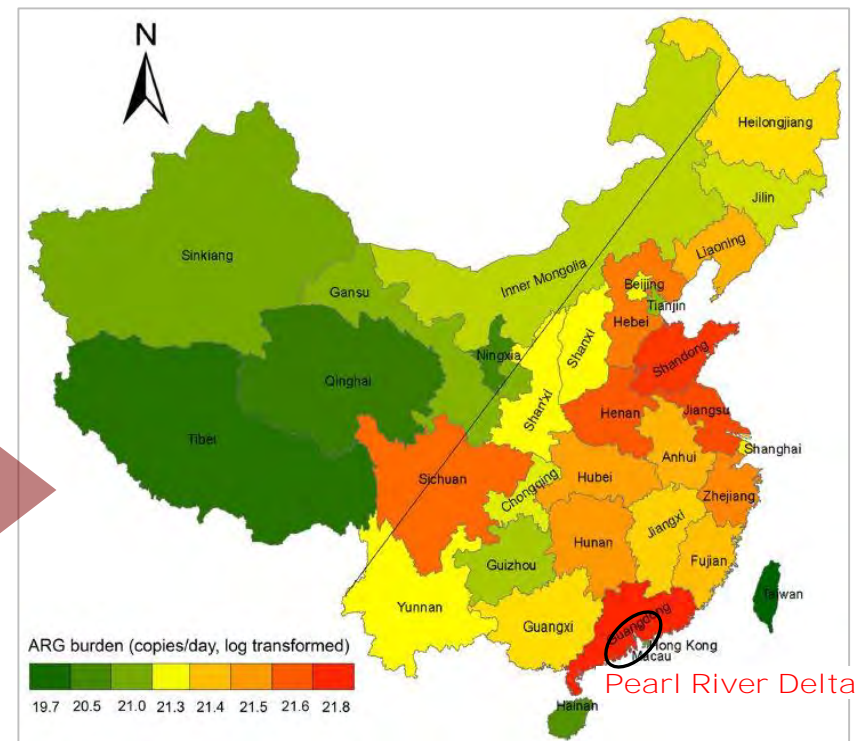 N
Heilongjiang
Jilin
Liaoning
Inner Mongolia
Sinkiang
Gansu
Beijing
Tianjin
Hebei
Ningxia
Shanxi
Shandong
Qinghai
Shan'xi
Henan
Jiangsu
Tibet
Shanghai
Sichuan
Anhui
Chongqing
Hubei
Zhejiang
Jiangxi
Hunan
Fujian
Guizhou
Taiwan
Yunnan
Guangxi
Guangdong
Hong Kong
Macau
Pearl River Delta
Hainan
ARG burden (copies/day, log transformed)
19.7 20.5 21.0 21.3 21.4 21.5 21.6 21.8